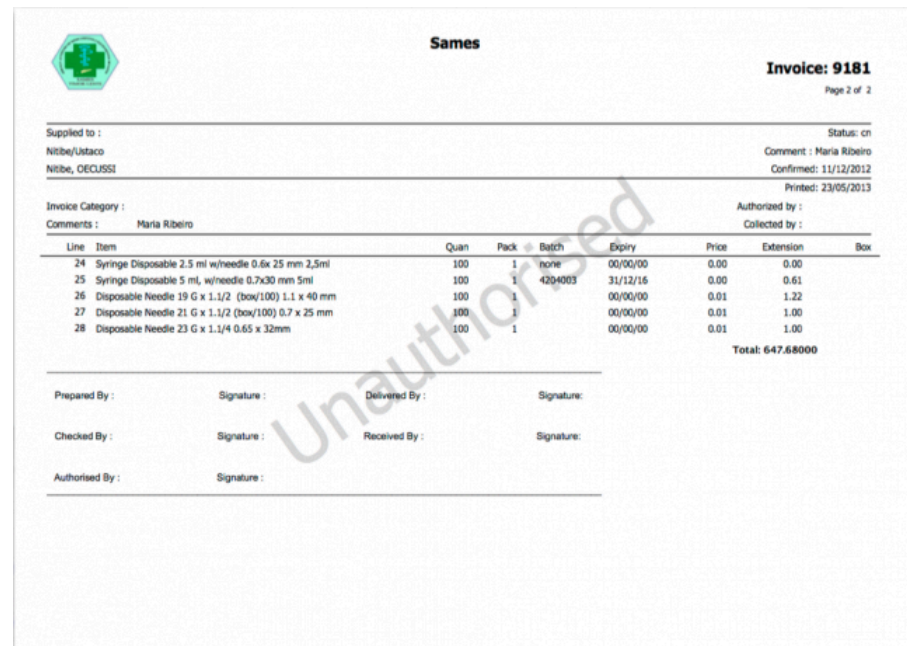 Sames
Invoice: 9181
Page 2 of 2
Supplied to : Status: cn
Nitibe/Ustaco Comment : Maria Ribeiro
Nitibe, OECUSSI Confirmed: 11/12/2012
Printed: 23/05/2013
Invoice Category : Authorized by :
Comments : Maria Ribeiro Collected by :
Line Item Quan Pack Batch Expiry Price Extension Box
24 Syringe Disposable 2.5 ml w/needle 0.6x 25 mm 2,5ml 100 1 none 00/00/00 0.00 0.00
25 Syringe Disposable 5 ml, w/needle 0.7x30 mm 5ml 100 1 4204003 31/12/16 0.00 0.61
26 Disposable Needle 19 G x 1.1/2 (box/100) 1.1 x 40 mm 100 1 00/00/00 0.01 1.22
27 Disposable Needle 21 G x 1.1/2 (box/100) 0.7 x 25 mm 100 1 00/00/00 0.01 1.00
28 Disposable Needle 23 G x 1.1/4 0.65 x 32mm 100 1 00/00/00 0.01 1.00
Total: 647.68000
Unauthorised
Prepared By : Signature : Delivered By : Signature:
Checked By : Signature : Received By : Signature:
Authorised By : Signature :